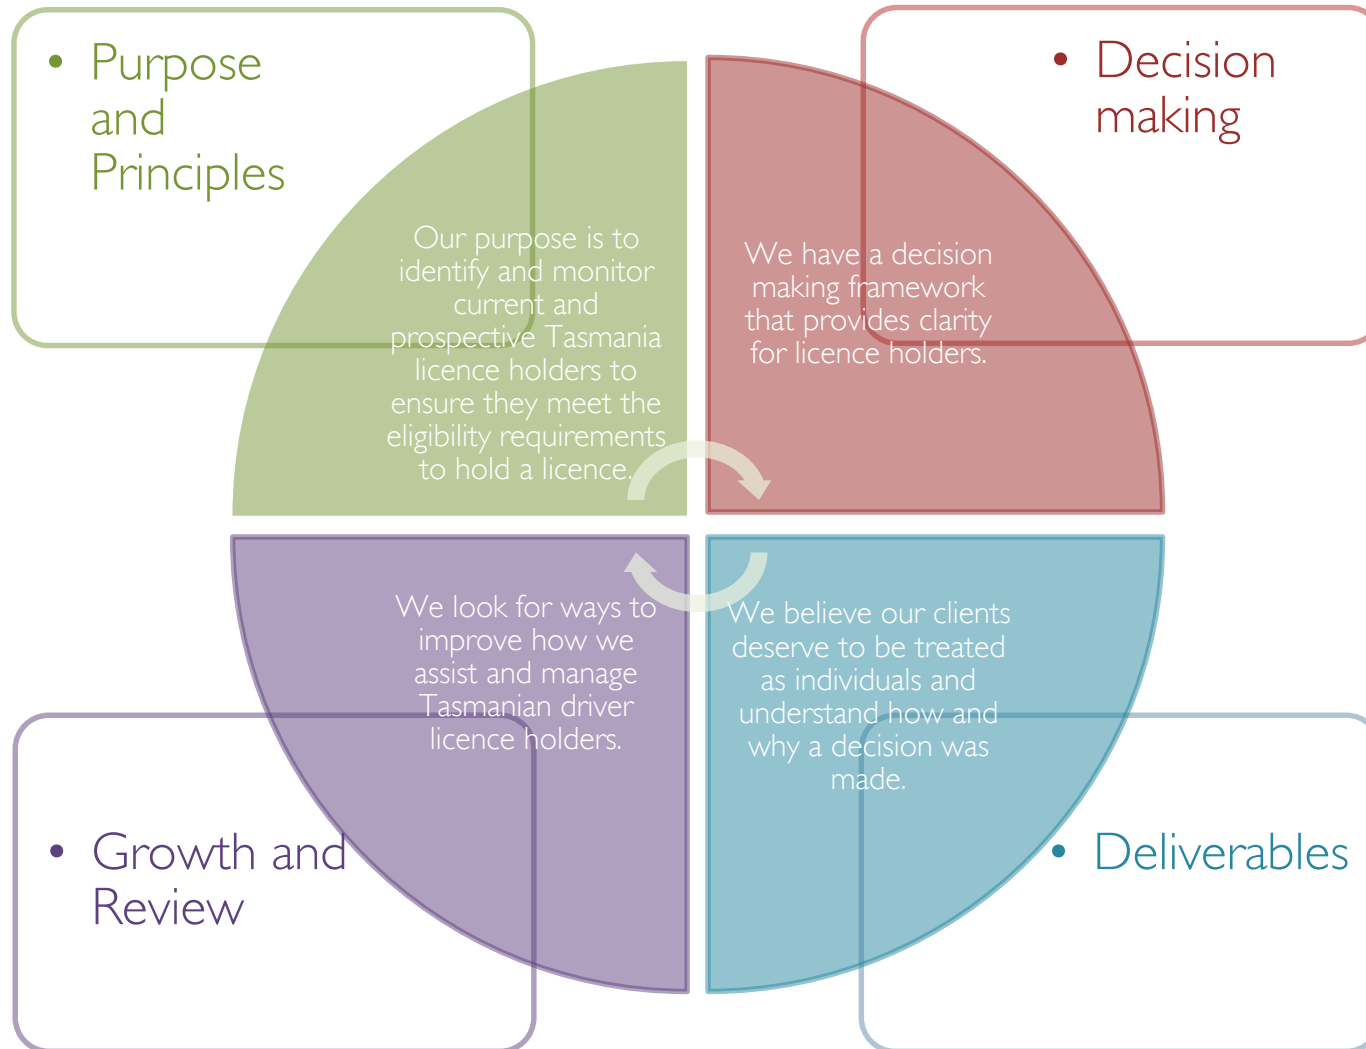 • Purpose
and
Principles
Our purpose is to
identify and monitor
current and
prospective Tasmania
licence holders to
ensure they meet the
eligibility requirements
to hold a licence.
• Decision
making
We have a decision
making framework
that provides clarity
for licence holders.
We look for ways to
improve how we
assist and manage
Tasmanian driver
licence holders.
• Growth and
Review
We believe our clients
deserve to be treated
as individuals and
understand how and
why a decision was
made.
• Deliverables